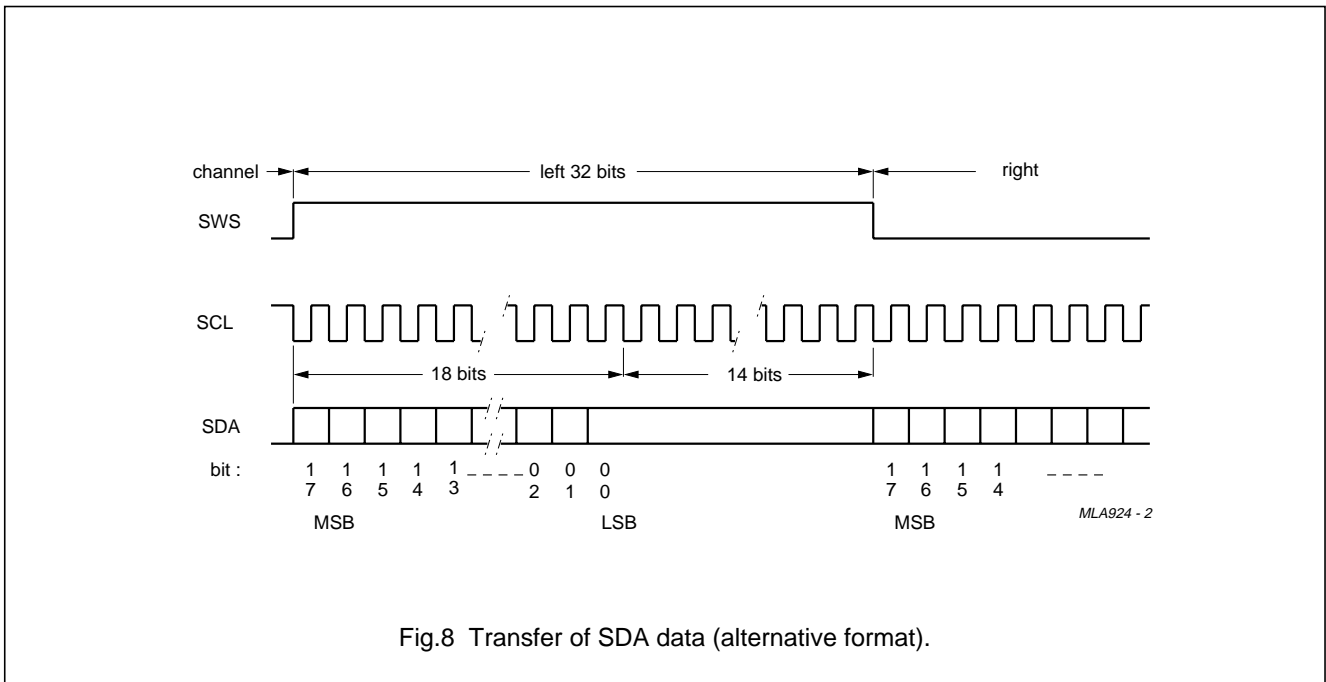 channel left 32 bits right
SWS
SCL
18 bits 14 bits
SDA
bit : 1 1 1 1 1 0 0 0 1 1 1 1
7 6 5 4 3 2 1 0 7 6 5 4
MSB LSB MSB
MLA924 - 2
Fig.8 Transfer of SDA data (alternative format).